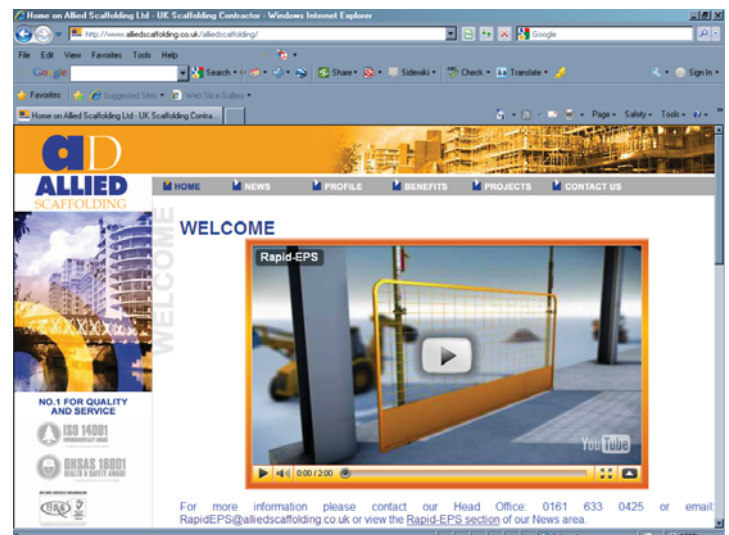 Home on Allied Scaffolding Ltd - UK Scaffolding Contractor - Windows Internet Explorer
http://www.alliedscaffolding.co.uk/alliedscaffolding/
Google
File Edit View Favorites Tools Help
Google
Search
Share
Sidewiki
Check
Translate
Sign In
Favorites
Suggested Sites
Web Slice Gallery
Home on Allied Scaffolding Ltd - UK Scaffolding Contra...
Page Safety Tools
aD
ALLIED
SCAFFOLDING
HOME NEWS PROFILE BENEFITS PROJECTS CONTACT US
WELCOME
WELCOME
Rapid-EPS
You Tube
0:00 / 2:00
NO.1 FOR QUALITY
AND SERVICE
ISO 14001
OHSAS 18001
HEALTH & SAFETY AWARD
For more information please contact our Head Office: 0161 633 0425 or email:
RapidEPS@alliedscaffolding.co.uk or view the Rapid-EPS section of our News area.